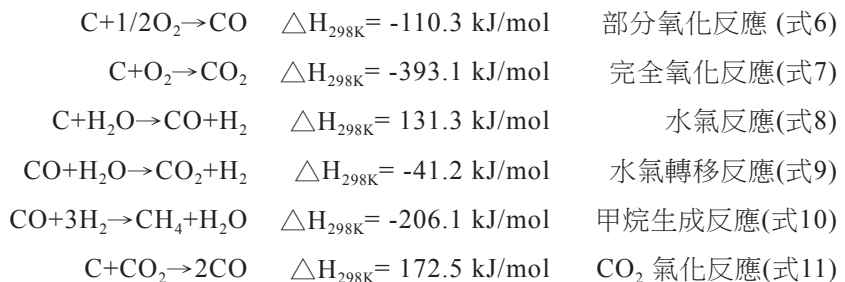 C+1/2O₂→CO △H₂₉₈K= -110.3 kJ/mol 部分氧化反應 (式6)
C+O₂→CO₂ △H₂₉₈K= -393.1 kJ/mol 完全氧化反應(式7)
C+H₂O→CO+H₂ △H₂₉₈K= 131.3 kJ/mol 水氣反應(式8)
CO+H₂O→CO₂+H₂ △H₂₉₈K= -41.2 kJ/mol 水氣轉移反應(式9)
CO+3H₂→CH₄+H₂O △H₂₉₈K= -206.1 kJ/mol 甲烷生成反應(式10)
C+CO₂→2CO △H₂₉₈K= 172.5 kJ/mol CO₂ 氣化反應(式11)